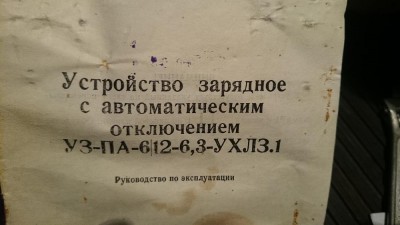 Устройство зарядное
с автоматическим
отключением
УЗ-ПА-6|12-6,3-УХЛ3.1
Руководство по эксплуатации